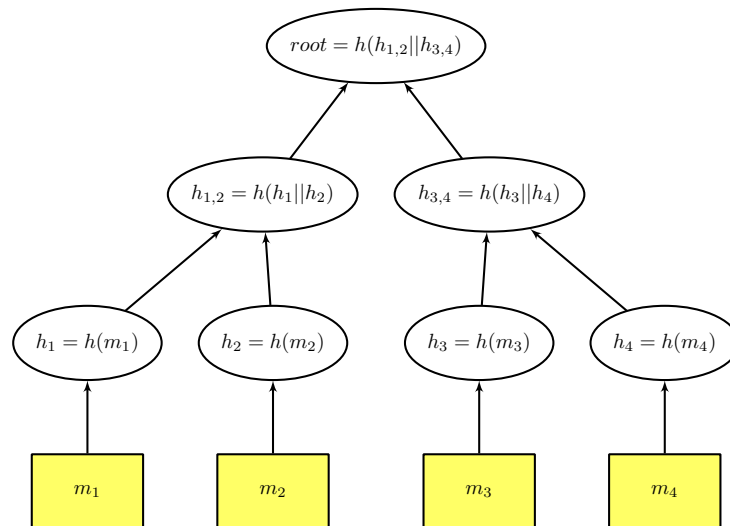 root = h(h_{1,2}||h_{3,4})
h_{1,2} = h(h_1||h_2)
h_{3,4} = h(h_3||h_4)
h_1 = h(m_1)
h_2 = h(m_2)
h_3 = h(m_3)
h_4 = h(m_4)
m_1
m_2
m_3
m_4